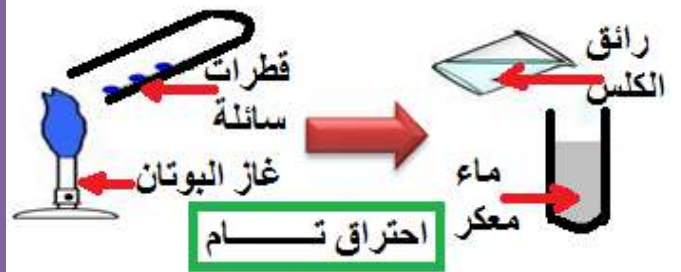 رائق
الكلس
قطرات
سائلة
غاز البوتان
ماء
معكر
احتراق تـــــــام